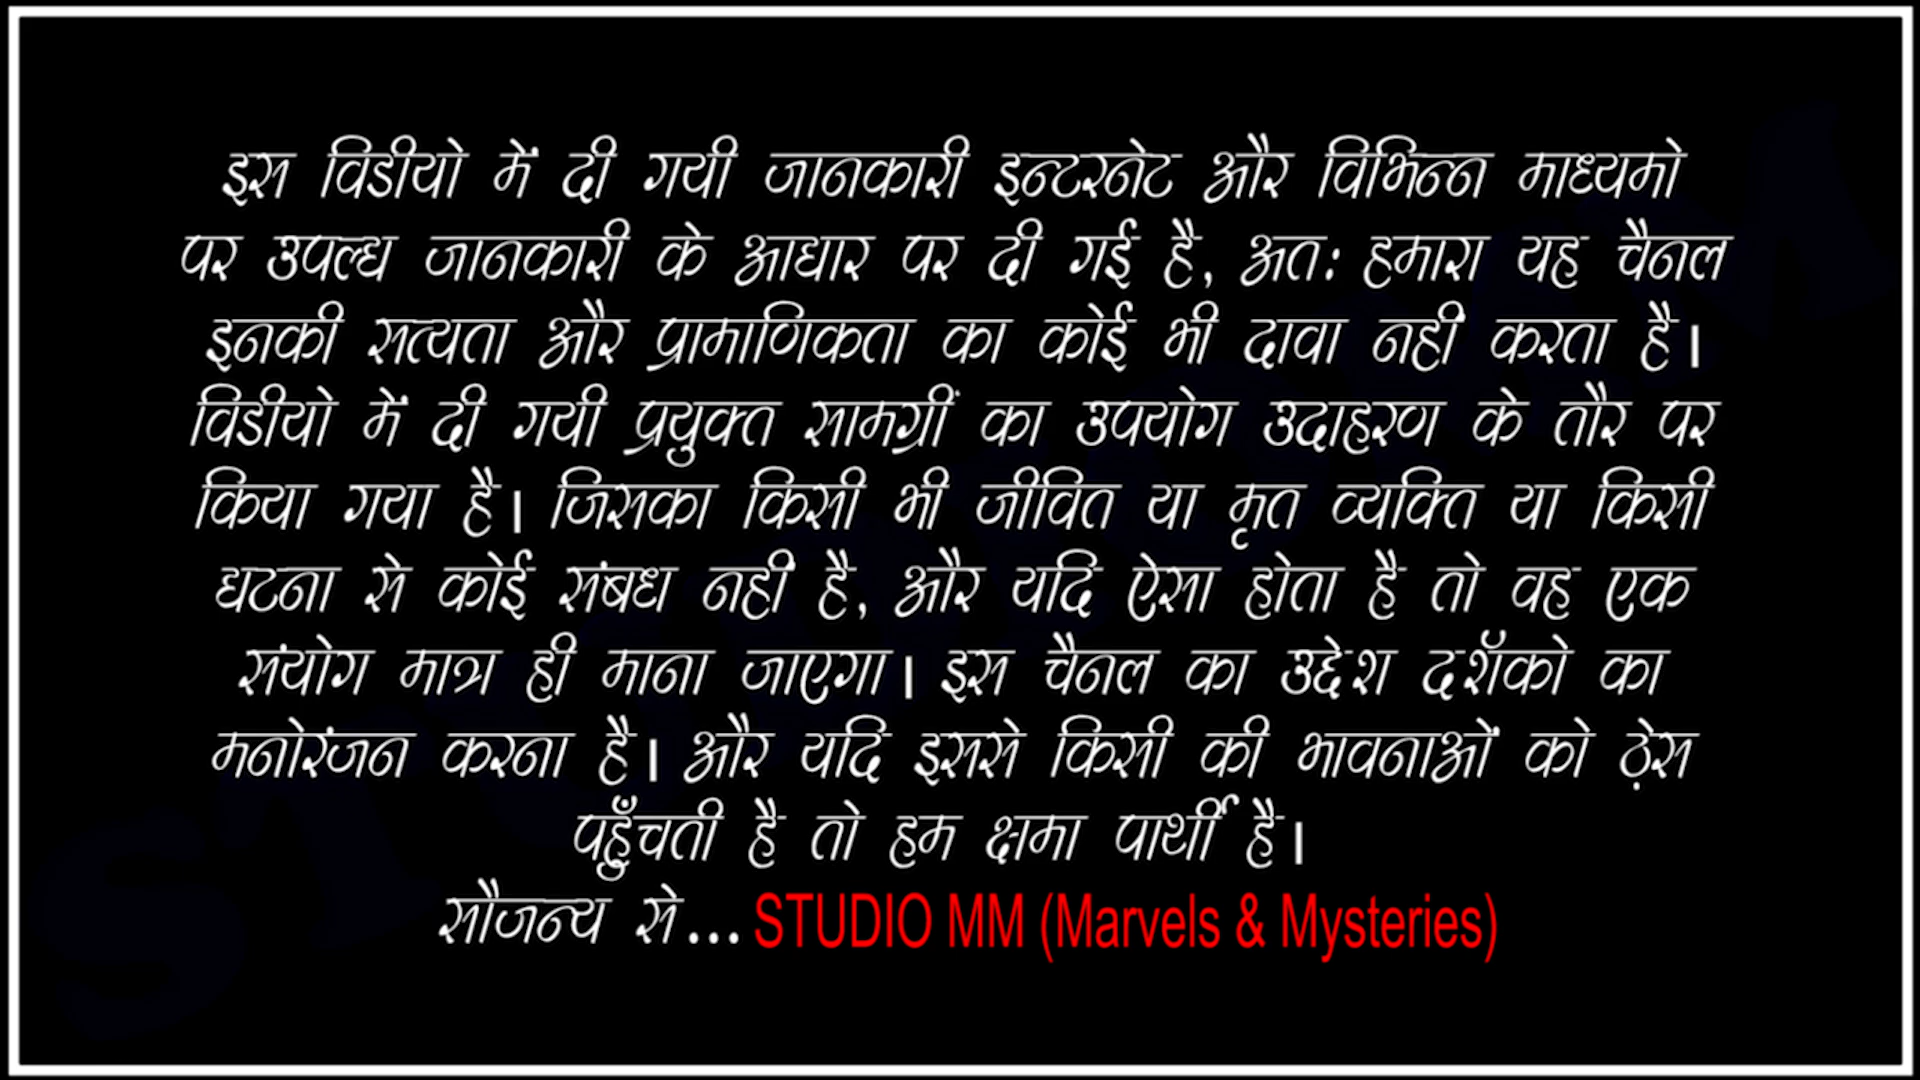 इस विडीयो में दी गयी जानकारी इन्टरनेट और विभिन्न माध्यमो
पर उपल्ध जानकारी के आधार पर दी गई है, अतः हमारा यह चैनल
इनकी सत्यता और प्रामाणिकता का कोई भी दावा नहीं करता है।
विडीयो में दी गयी प्रयुक्त सामग्रीं का उपयोग उदाहरण के तौर पर
किया गया है। जिसका किसी भी जीवित या मृत व्यक्ति या किसी
घटना से कोई संबध नहीं है, और यदि ऐसा होता है तो वह एक
संयोग मात्र ही माना जाएगा। इस चैनल का उद्देश दर्शॅको का
मनोरंजन करना है। और यदि इससे किसी की भावनाओं को ठ़ेस
पहुँचती है तो हम क्षमा पार्थी है।
सौजन्य से... STUDIO MM (Marvels & Mysteries)